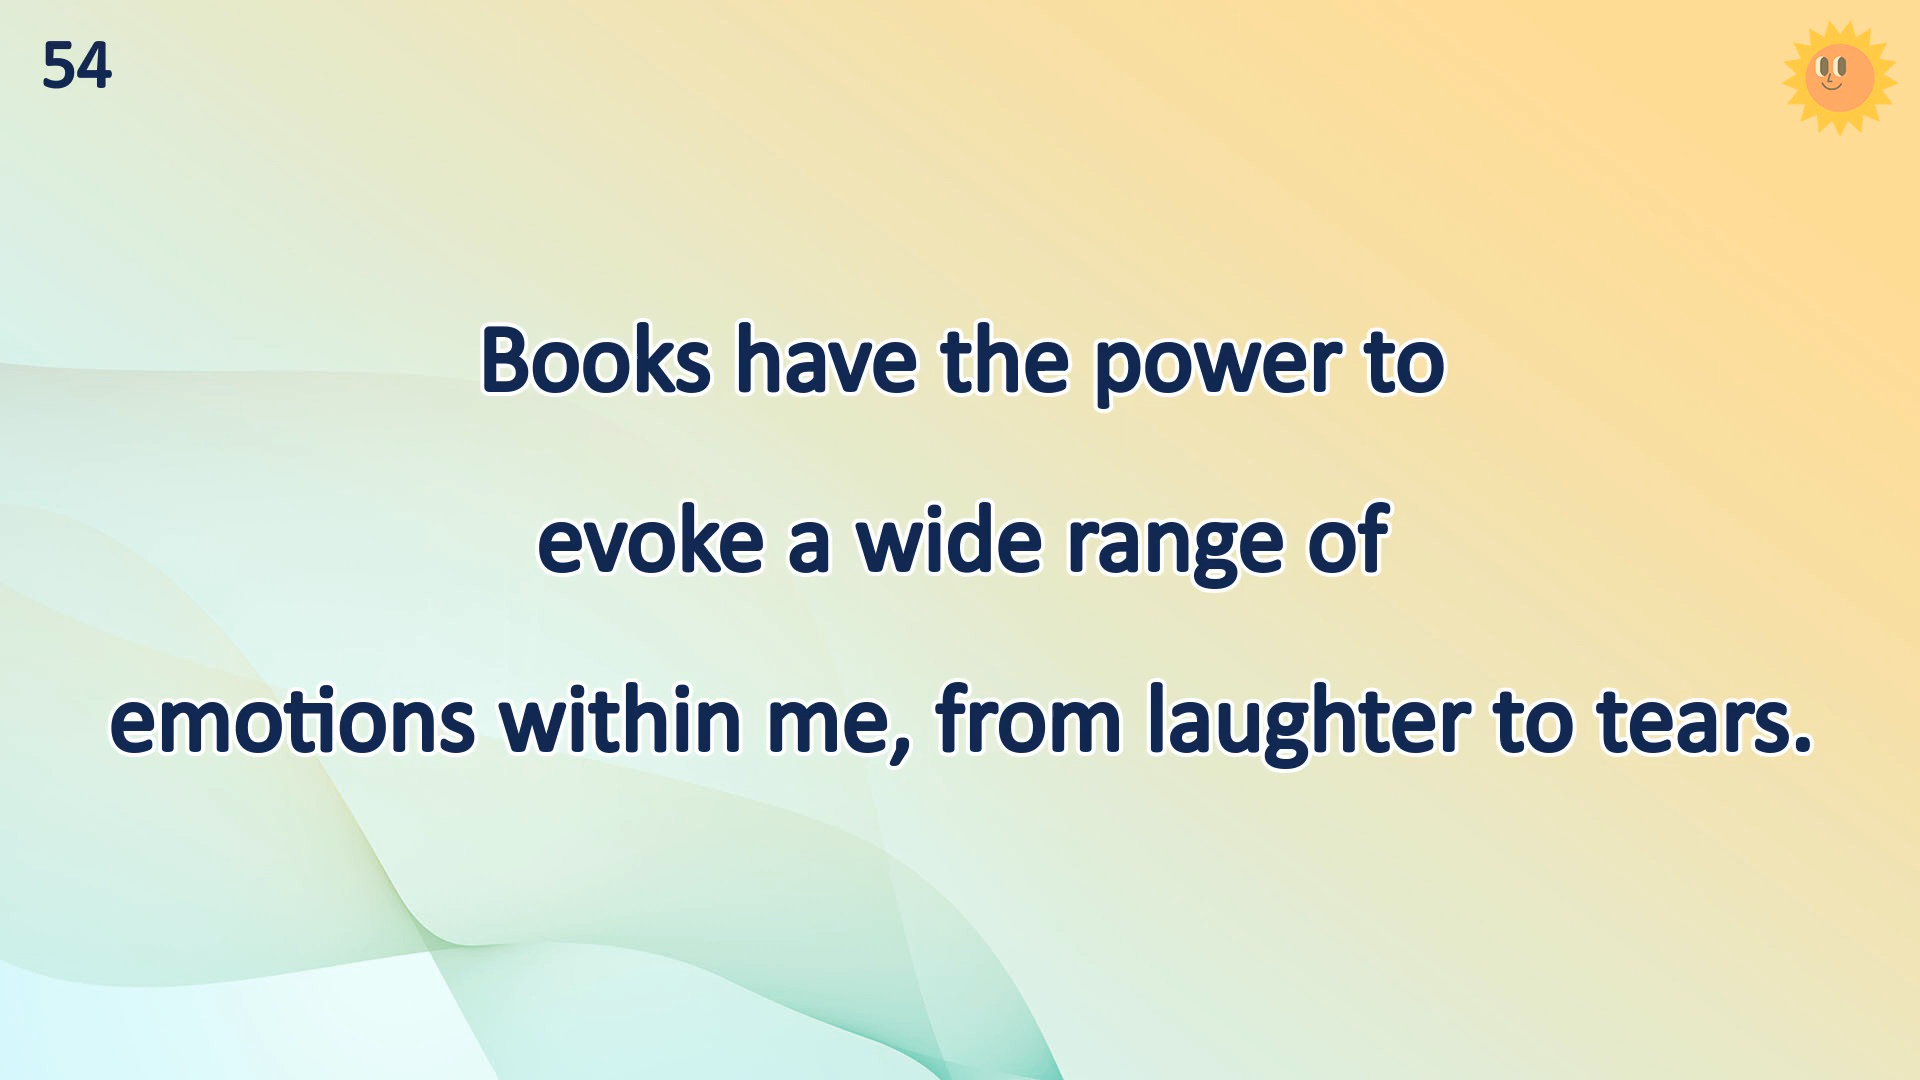 54
Books have the power to
evoke a wide range of
emotions within me, from laughter to tears.